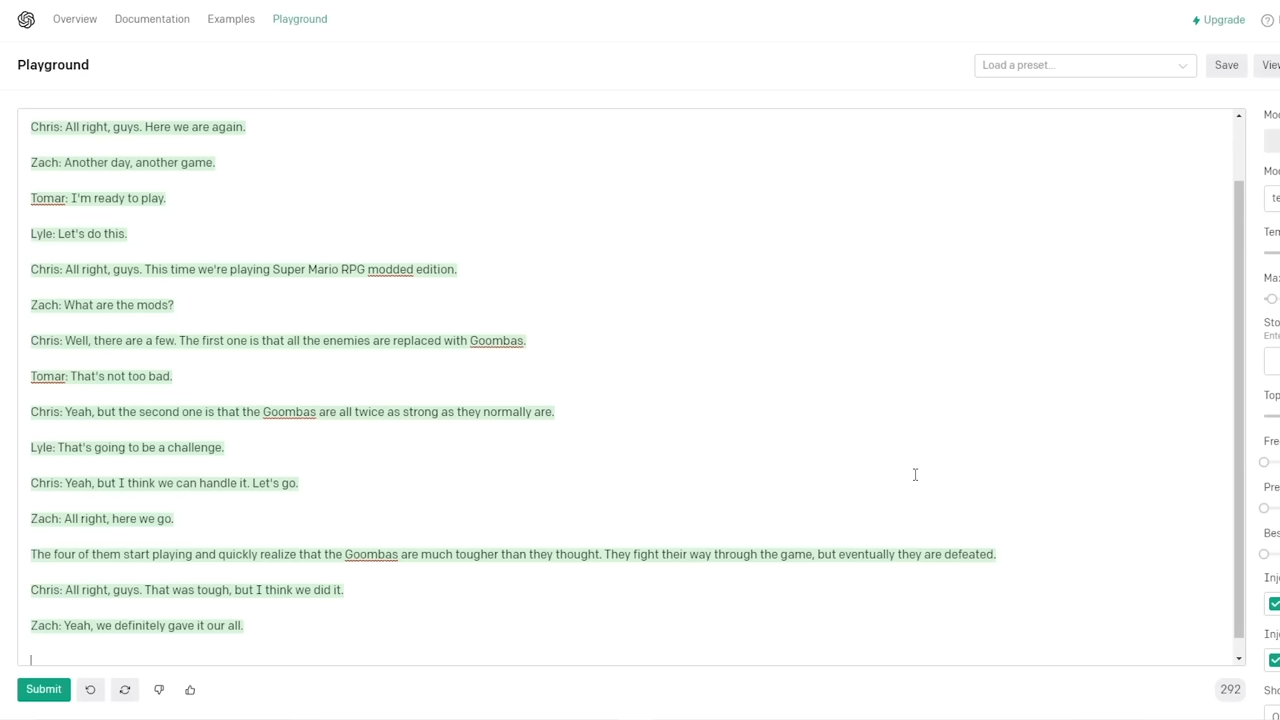 Overview Documentation Examples Playground Upgrade
Playground Load a preset... Save
Chris: All right, guys. Here we are again.
Zach: Another day, another game.
Tomar: I'm ready to play.
Lyle: Let's do this.
Chris: All right, guys. This time we're playing Super Mario RPG modded edition.
Zach: What are the mods?
Chris: Well, there are a few. The first one is that all the enemies are replaced with Goombas.
Tomar: That's not too bad.
Chris: Yeah, but the second one is that the Goombas are all twice as strong as they normally are.
Lyle: That's going to be a challenge.
Chris: Yeah, but I think we can handle it. Let's go.
Zach: All right, here we go.
The four of them start playing and quickly realize that the Goombas are much tougher than they thought. They fight their way through the game, but eventually they are defeated.
Chris: All right, guys. That was tough, but I think we did it.
Zach: Yeah, we definitely gave it our all.
Submit 292